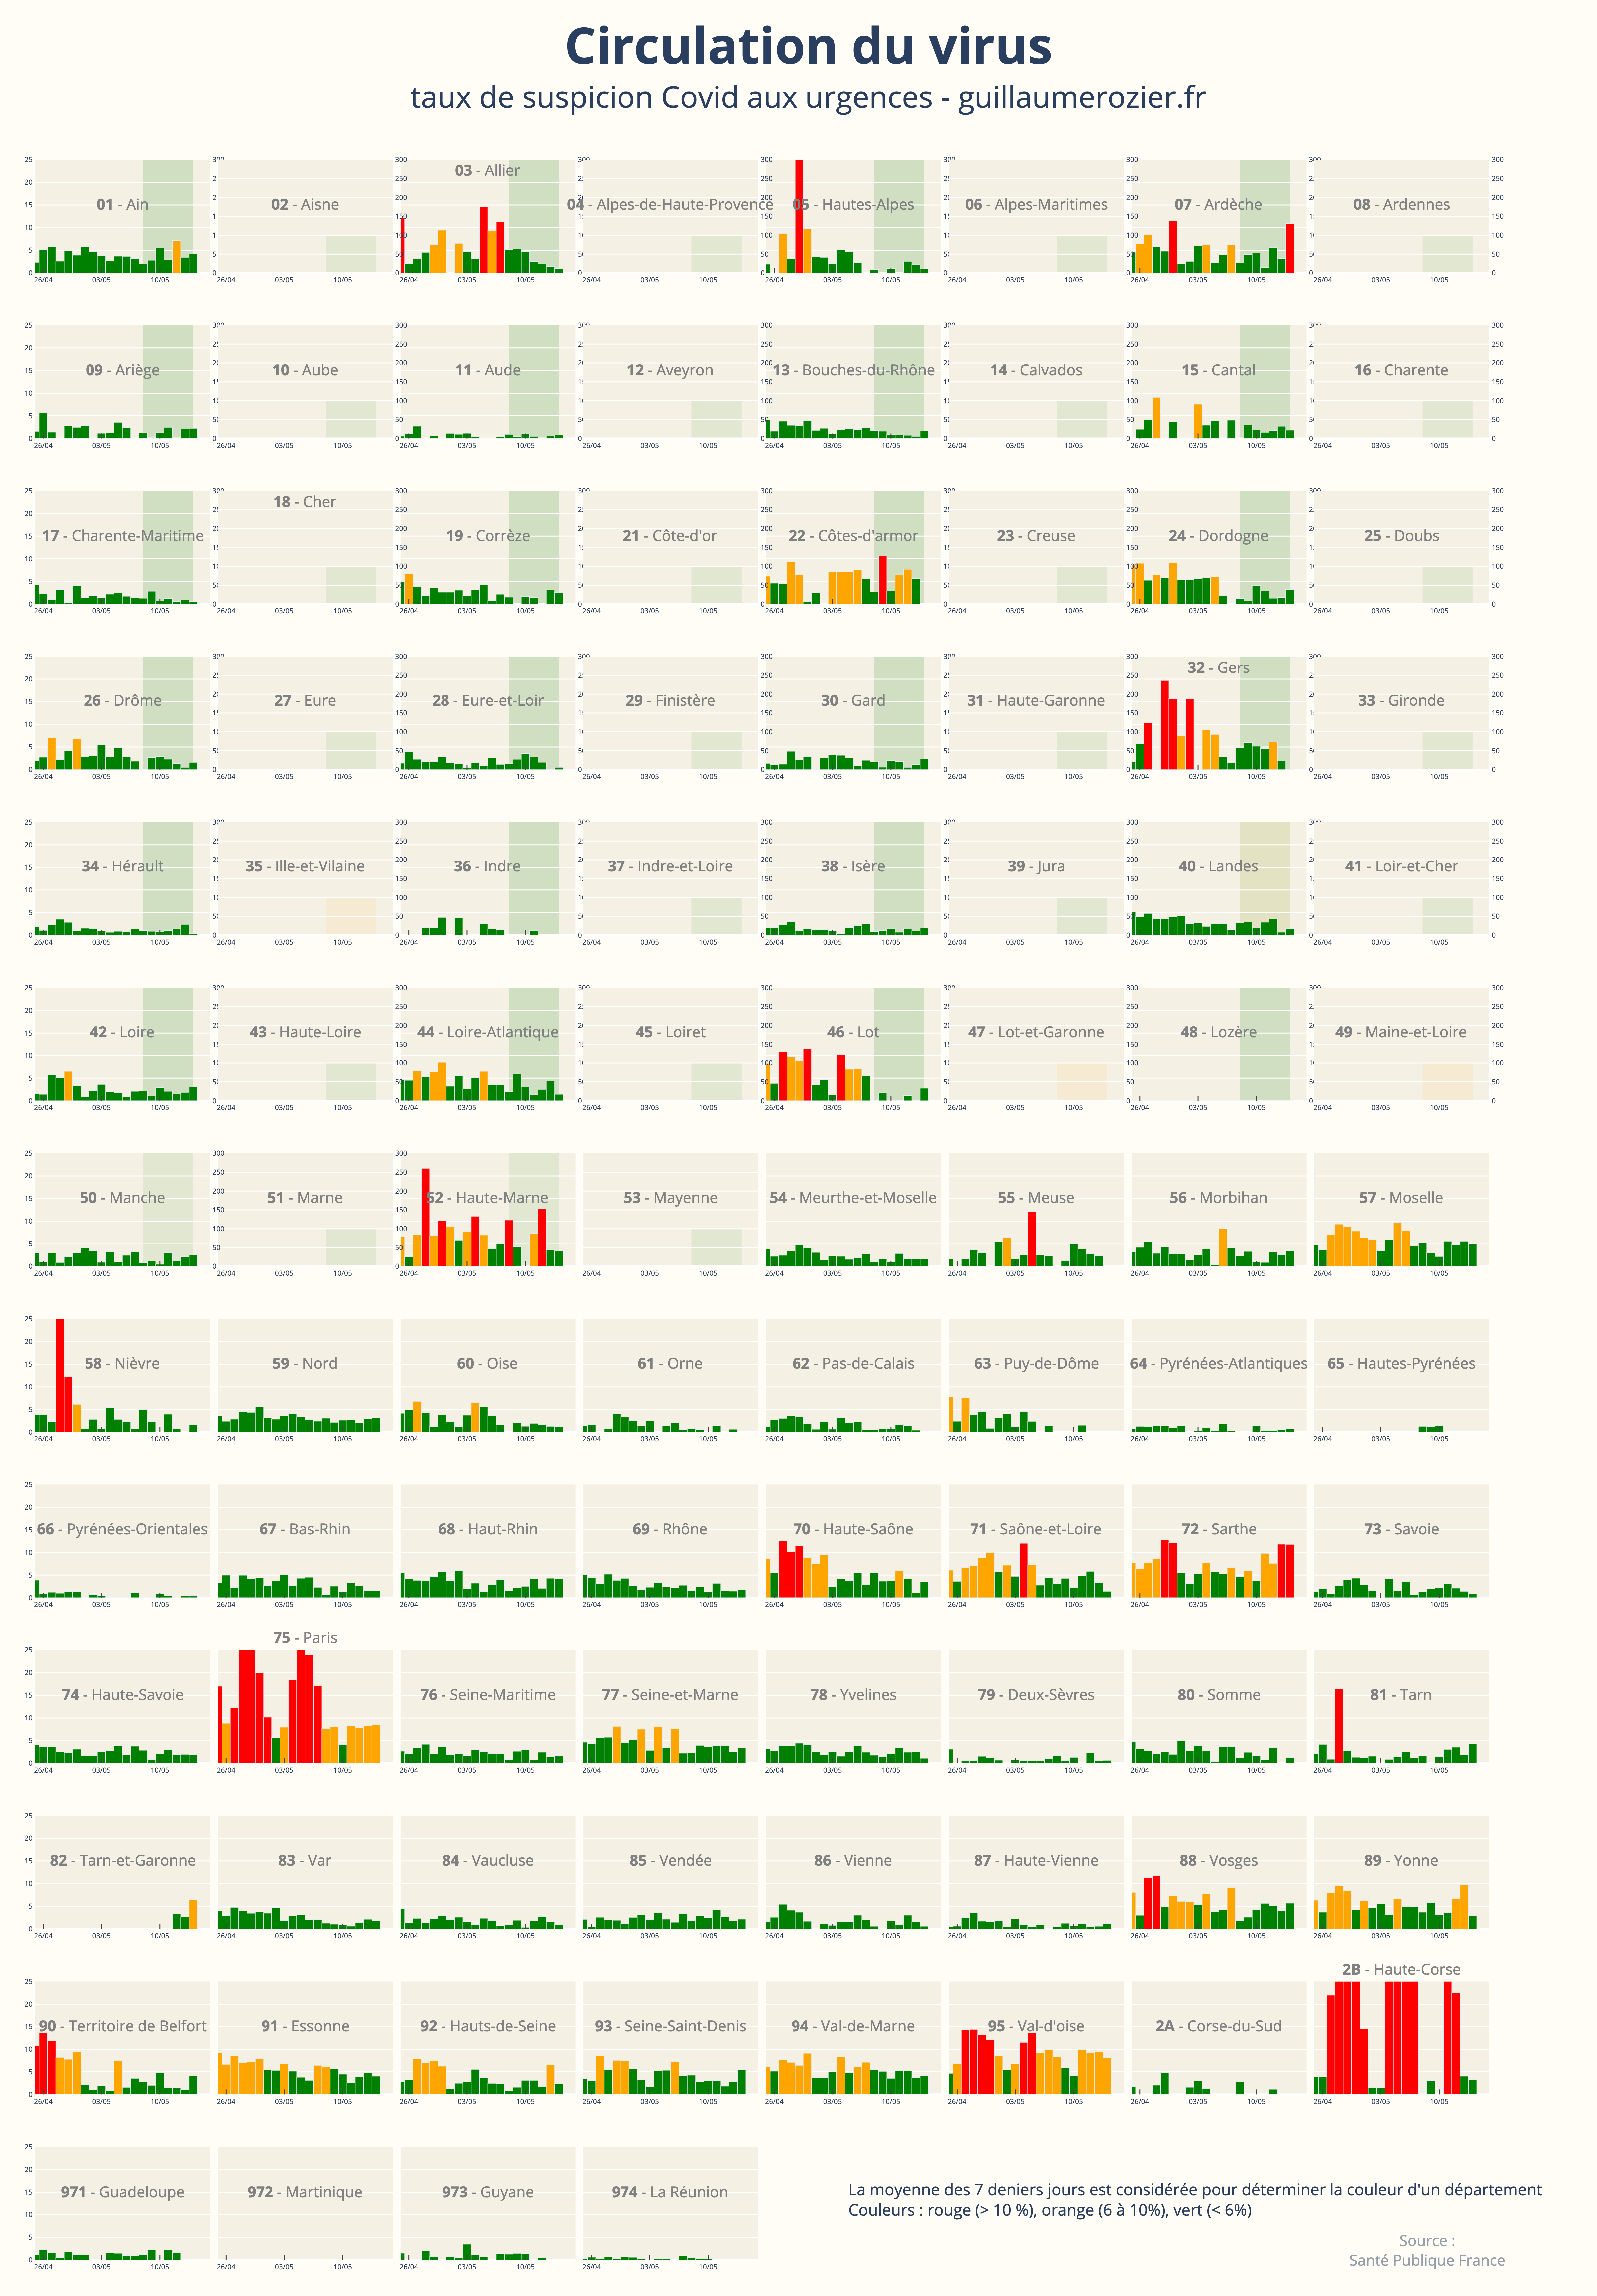 Circulation du virus
taux de suspicion Covid aux urgences - guillaumerozier.fr
01 - Ain
02 - Aisne
03 - Allier
04 - Alpes-de-Haute-Provence
05 - Hautes-Alpes
06 - Alpes-Maritimes
07 - Ardèche
08 - Ardennes
09 - Ariège
10 - Aube
11 - Aude
12 - Aveyron
13 - Bouches-du-Rhône
14 - Calvados
15 - Cantal
16 - Charente
17 - Charente-Maritime
18 - Cher
19 - Corrèze
21 - Côte-d'or
22 - Côtes-d'armor
23 - Creuse
24 - Dordogne
25 - Doubs
26 - Drôme
27 - Eure
28 - Eure-et-Loir
29 - Finistère
30 - Gard
31 - Haute-Garonne
32 - Gers
33 - Gironde
34 - Hérault
35 - Ille-et-Vilaine
36 - Indre
37 - Indre-et-Loire
38 - Isère
39 - Jura
40 - Landes
41 - Loir-et-Cher
42 - Loire
43 - Haute-Loire
44 - Loire-Atlantique
45 - Loiret
46 - Lot
47 - Lot-et-Garonne
48 - Lozère
49 - Maine-et-Loire
50 - Manche
51 - Marne
52 - Haute-Marne
53 - Mayenne
54 - Meurthe-et-Moselle
55 - Meuse
56 - Morbihan
57 - Moselle
58 - Nièvre
59 - Nord
60 - Oise
61 - Orne
62 - Pas-de-Calais
63 - Puy-de-Dôme
64 - Pyrénées-Atlantiques
65 - Hautes-Pyrénées
66 - Pyrénées-Orientales
67 - Bas-Rhin
68 - Haut-Rhin
69 - Rhône
70 - Haute-Saône
71 - Saône-et-Loire
72 - Sarthe
73 - Savoie
74 - Haute-Savoie
75 - Paris
76 - Seine-Maritime
77 - Seine-et-Marne
78 - Yvelines
79 - Deux-Sèvres
80 - Somme
81 - Tarn
82 - Tarn-et-Garonne
83 - Var
84 - Vaucluse
85 - Vendée
86 - Vienne
87 - Haute-Vienne
88 - Vosges
89 - Yonne
90 - Territoire de Belfort
91 - Essonne
92 - Hauts-de-Seine
93 - Seine-Saint-Denis
94 - Val-de-Marne
95 - Val-d'oise
2A - Corse-du-Sud
2B - Haute-Corse
971 - Guadeloupe
972 - Martinique
973 - Guyane
974 - La Réunion
La moyenne des 7 deniers jours est considérée pour déterminer la couleur d'un département
Couleurs : rouge (> 10 %), orange (6 à 10%), vert (< 6%)
Source :
Santé Publique France